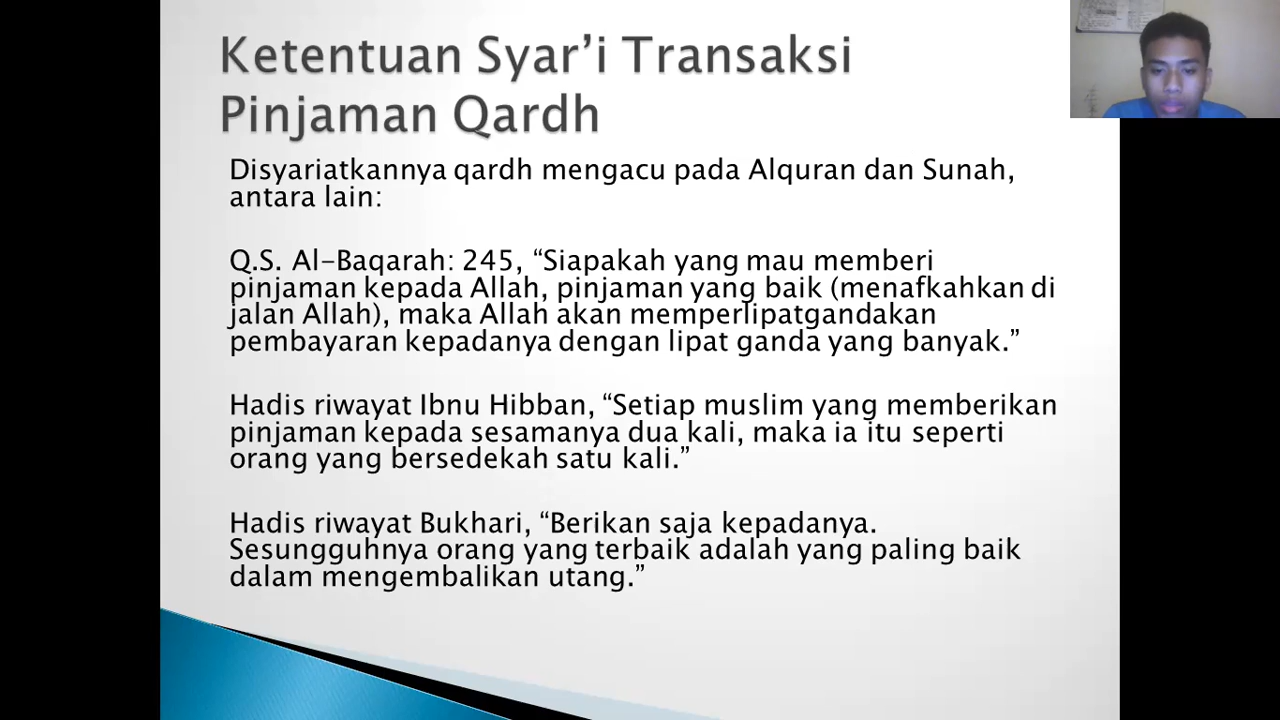 Ketentuan Syar’i Transaksi
Pinjaman Qardh
Disyariatkannya qardh mengacu pada Alquran dan Sunah,
antara lain:
Q.S. Al-Baqarah: 245, “Siapakah yang mau memberi
pinjaman kepada Allah, pinjaman yang baik (menafkahkan di
jalan Allah), maka Allah akan memperlipatgandakan
pembayaran kepadanya dengan lipat ganda yang banyak.”
Hadis riwayat Ibnu Hibban, “Setiap muslim yang memberikan
pinjaman kepada sesamanya dua kali, maka ia itu seperti
orang yang bersedekah satu kali.”
Hadis riwayat Bukhari, “Berikan saja kepadanya.
Sesungguhnya orang yang terbaik adalah yang paling baik
dalam mengembalikan utang.”